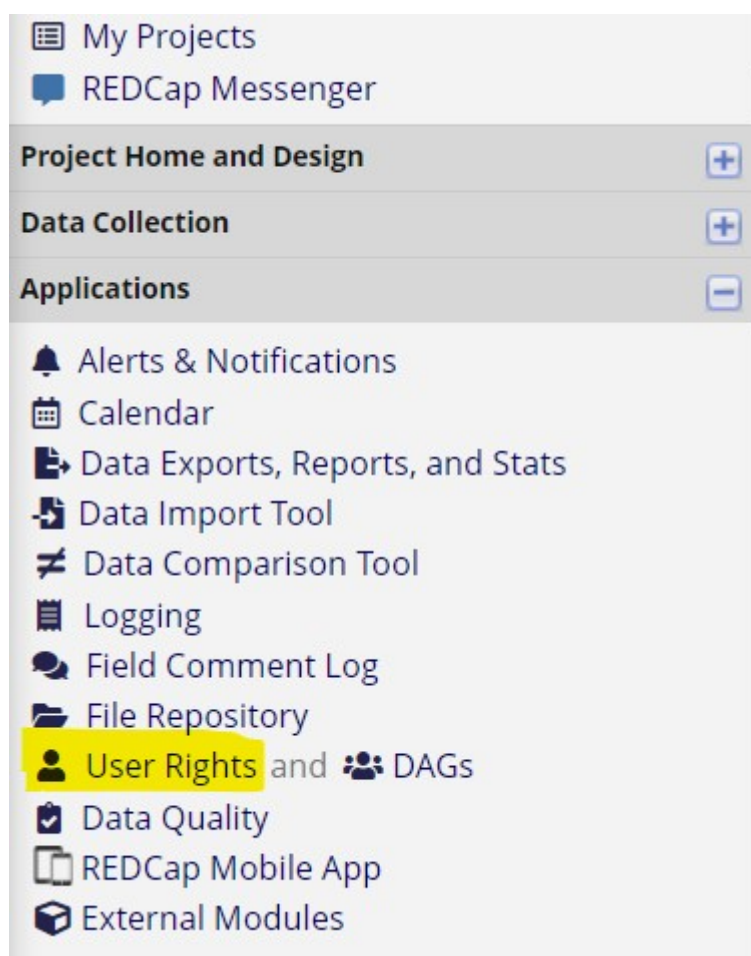 My Projects
REDCap Messenger
Project Home and Design
Data Collection
Applications
Alerts & Notifications
Calendar
Data Exports, Reports, and Stats
Data Import Tool
Data Comparison Tool
Logging
Field Comment Log
File Repository
User Rights and DAGs
Data Quality
REDCap Mobile App
External Modules